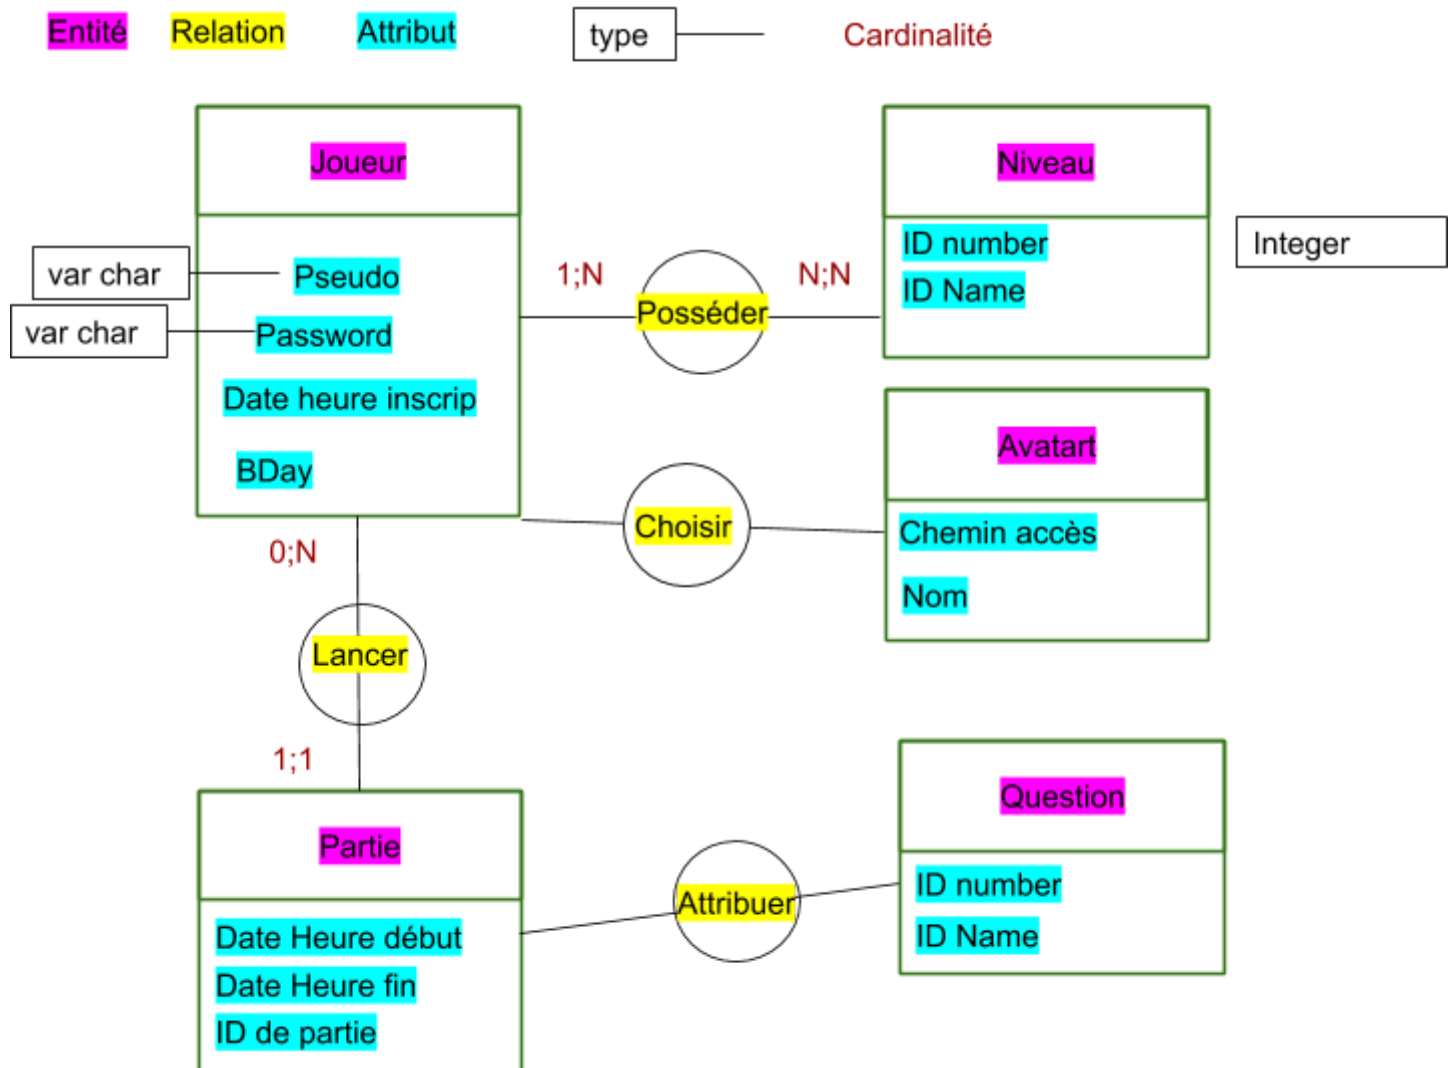 Entité Relation Attribut type Cardinalité
Joueur
Niveau
var char
Pseudo
var char
Password
Date heure inscrip
BDay
1;N
Posséder
N;N
ID number
ID Name
Integer
Choisir
Avatart
Chemin accès
Nom
0;N
Lancer
1;1
Partie
Date Heure début
Date Heure fin
ID de partie
Attribuer
Question
ID number
ID Name